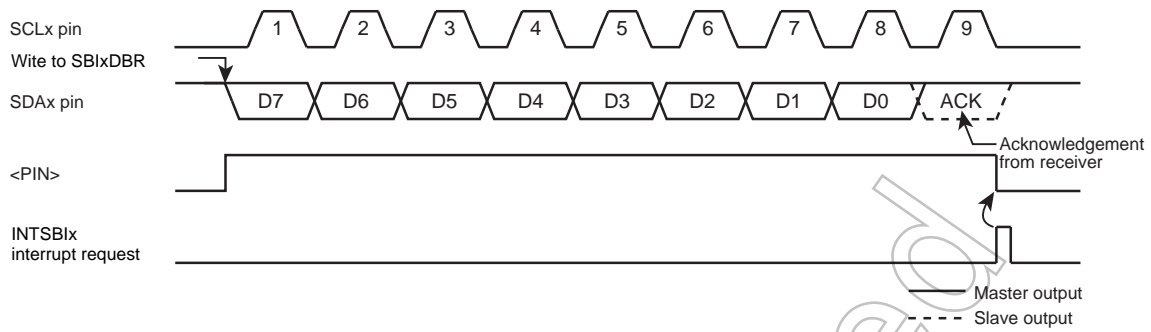 SCLx pin
1 2 3 4 5 6 7 8 9
Wite to SBIxDBR
SDAx pin
D7 D6 D5 D4 D3 D2 D1 D0 ACK
Acknowledgement
from receiver
<PIN>
INTSBIx
interrupt request
Master output
Slave output